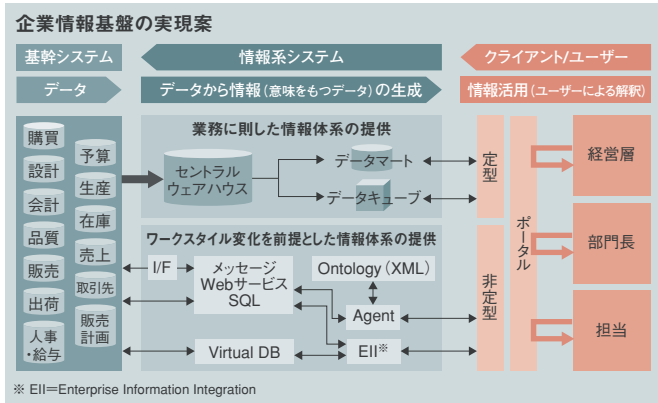 企業情報基盤の実現案
基幹システム
情報系システム
クライアント/ユーザー
データ
データから情報(意味をもつデータ)の生成
情報活用(ユーザーによる解釈)
購買
設計
会計
品質
販売
出荷
人事
・給与
予算
生産
在庫
売上
取引先
販売
計画
業務に則した情報体系の提供
セントラル
ウェアハウス
データマート
データキューブ
ワークスタイル変化を前提とした情報体系の提供
I/F
メッセージ
Webサービス
SQL
Ontology(XML)
Agent
Virtual DB
EII※
定型
非定型
ポータル
経営層
部門長
担当
※ EII=Enterprise Information Integration